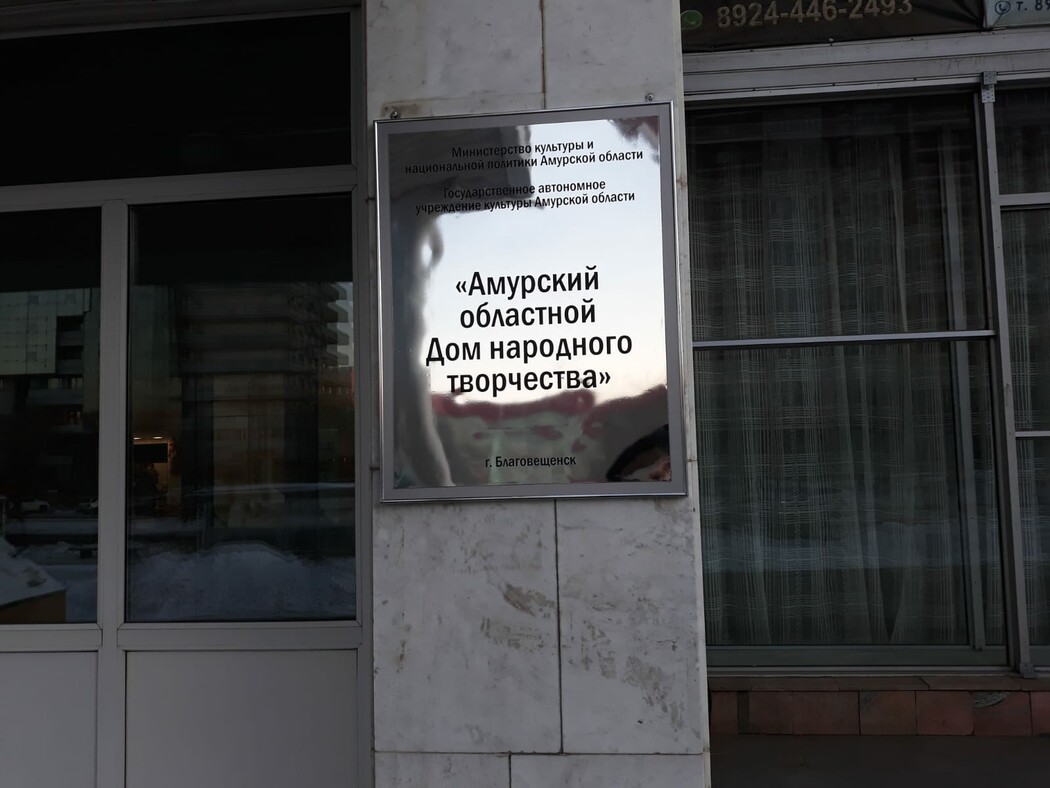 8924-446-2493
т. 89
Министерство культуры и
национальной политики Амурской области
Государственное автономное
учреждение культуры Амурской области
«Амурский
областной
Дом народного
творчества»
г. Благовещенск